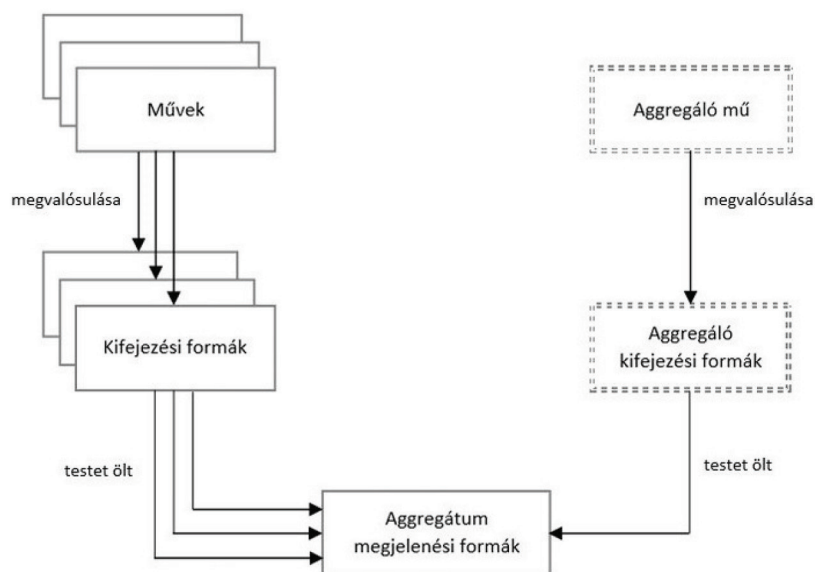 Művek
Aggregáló mű
megvalósulása
megvalósulása
Kifejezési formák
Aggregáló
kifejezési formák
testet ölt
testet ölt
Aggregátum
megjelenési formák